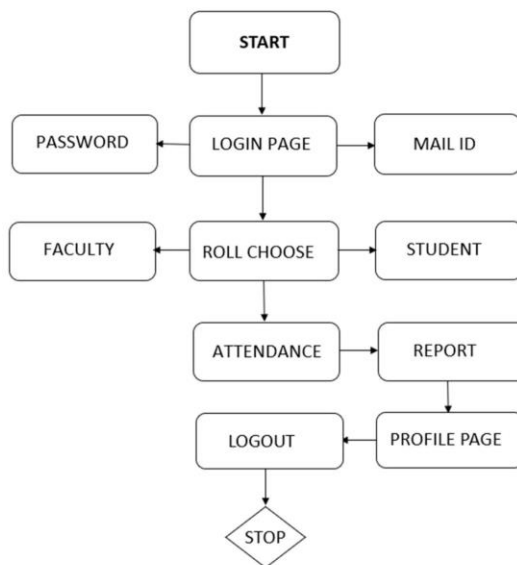 START
PASSWORD
LOGIN PAGE
MAIL ID
FACULTY
ROLL CHOOSE
STUDENT
ATTENDANCE
REPORT
LOGOUT
PROFILE PAGE
STOP